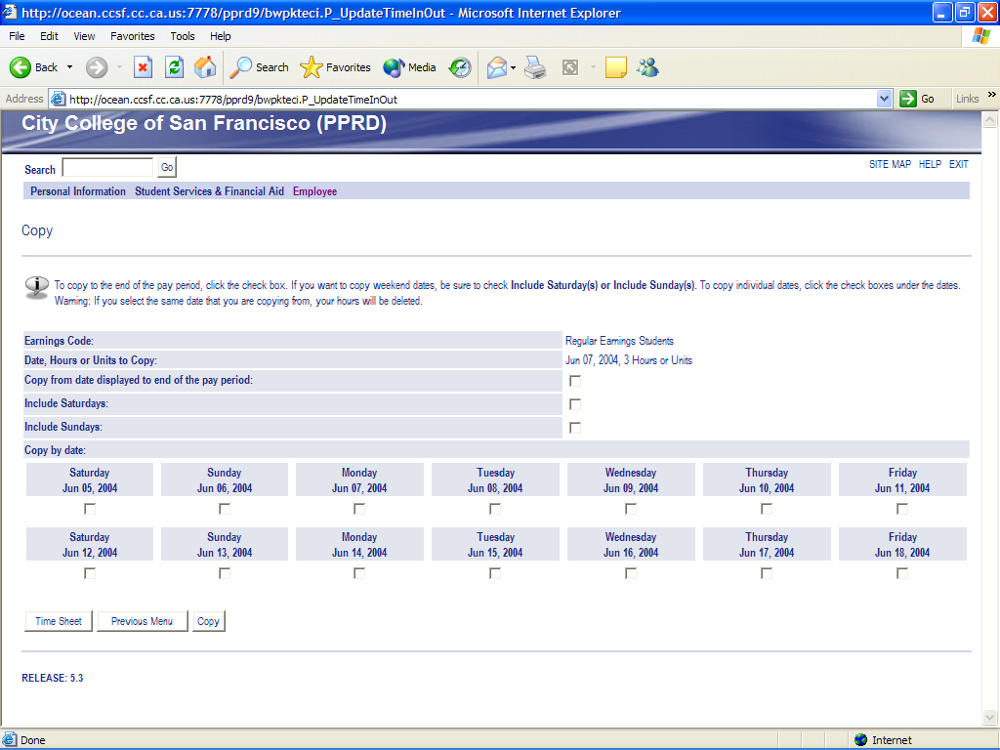 http://ocean.ccsf.cc.ca.us:7778/pprd9/bwpkteci.P_UpdateTimeInOut - Microsoft Internet Explorer
File Edit View Favorites Tools Help
Back Search Favorites Media
Address http://ocean.ccsf.cc.ca.us:7778/pprd9/bwpkteci.P_UpdateTimeInOut Go Links »
City College of San Francisco (PPRD)
Search Go SITE MAP HELP EXIT
Personal Information Student Services & Financial Aid Employee
Copy
To copy to the end of the pay period, click the check box. If you want to copy weekend dates, be sure to check Include Saturday(s) or Include Sunday(s). To copy individual dates, click the check boxes under the dates.
Warning: If you select the same date that you are copying from, your hours will be deleted.
Earnings Code: Regular Earnings Students
Date, Hours or Units to Copy: Jun 07, 2004, 3 Hours or Units
Copy from date displayed to end of the pay period:
Include Saturdays:
Include Sundays:
Copy by date:
Saturday Sunday Monday Tuesday Wednesday Thursday Friday
Jun 05, 2004 Jun 06, 2004 Jun 07, 2004 Jun 08, 2004 Jun 09, 2004 Jun 10, 2004 Jun 11, 2004
Saturday Sunday Monday Tuesday Wednesday Thursday Friday
Jun 12, 2004 Jun 13, 2004 Jun 14, 2004 Jun 15, 2004 Jun 16, 2004 Jun 17, 2004 Jun 18, 2004
Time Sheet Previous Menu Copy
RELEASE: 5.3
Done Internet